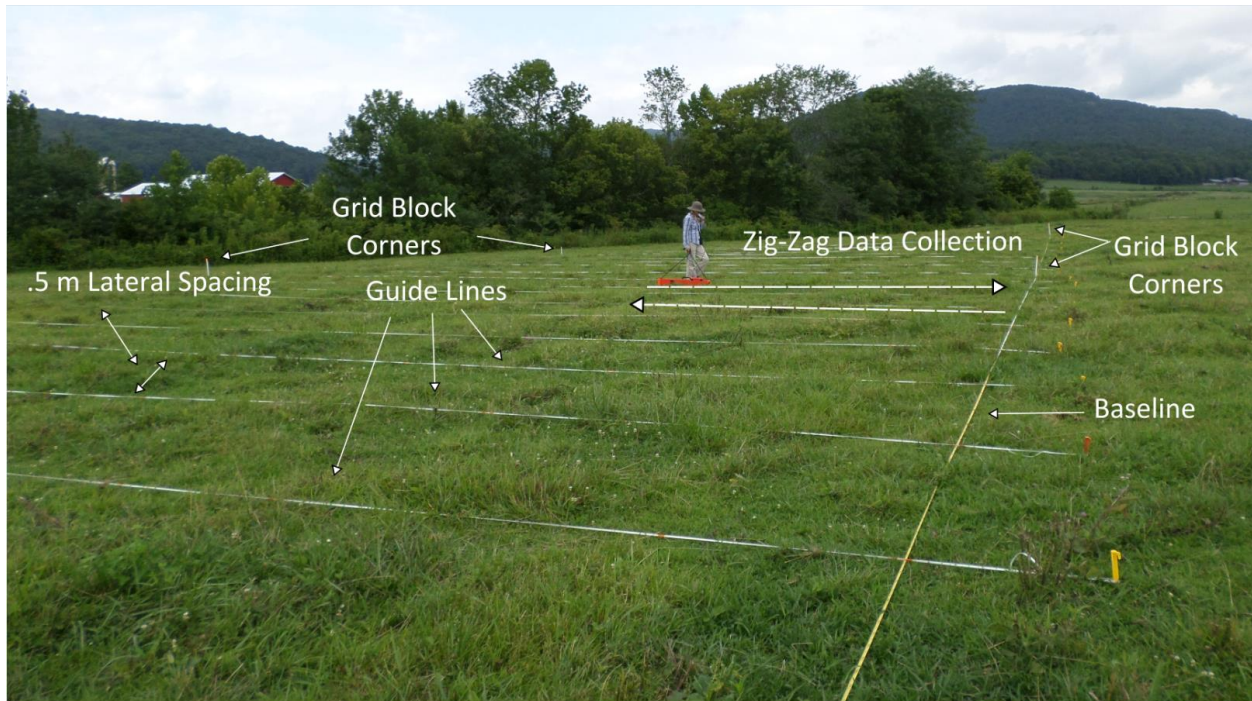 Grid Block
Corners
Zig-Zag Data Collection
Grid Block
Corners
.5 m Lateral Spacing
Guide Lines
Baseline